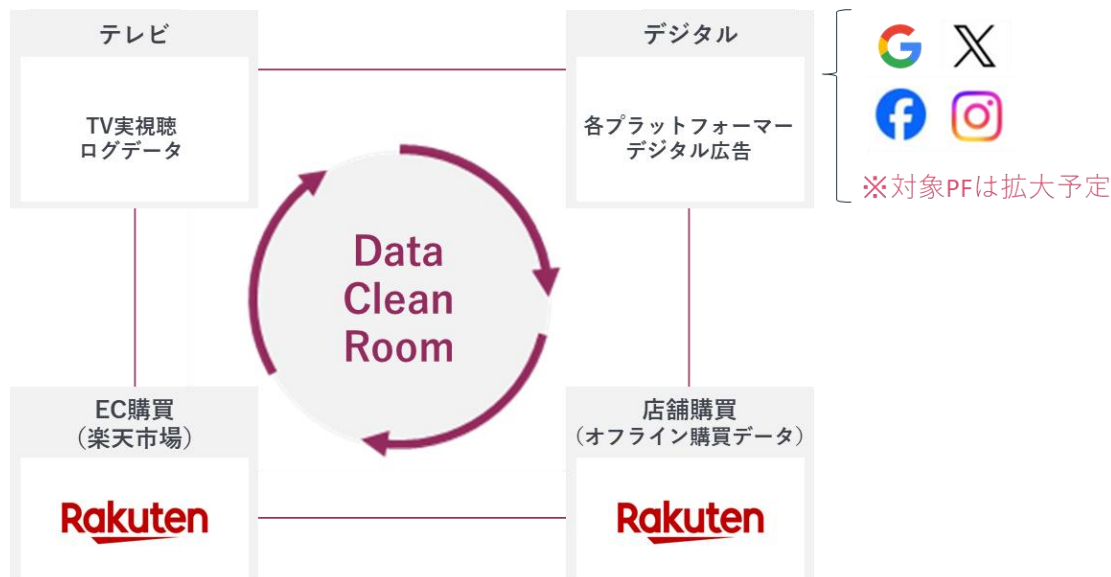 テレビ
TV実視聴
ログデータ
デジタル
各プラットフォーマー
デジタル広告
※対象PFは拡大予定
Data
Clean
Room
EC購買
（楽天市場）
Rakuten
店舗購買
（オフライン購買データ）
Rakuten